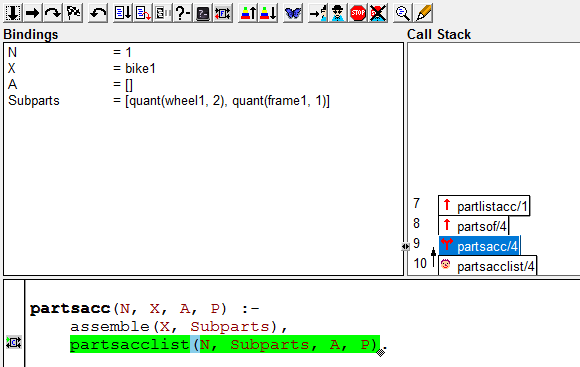 Bindings
N = 1
X = bike1
A = []
Subparts = [quant(wheel1, 2), quant(frame1, 1)]
Call Stack
7 partlistacc/1
8 partsof/4
9 partsacc/4
10 partsacclist/4
partsacc(N, X, A, P) :-
assemble(X, Subparts),
partsacclist(N, Subparts, A, P).